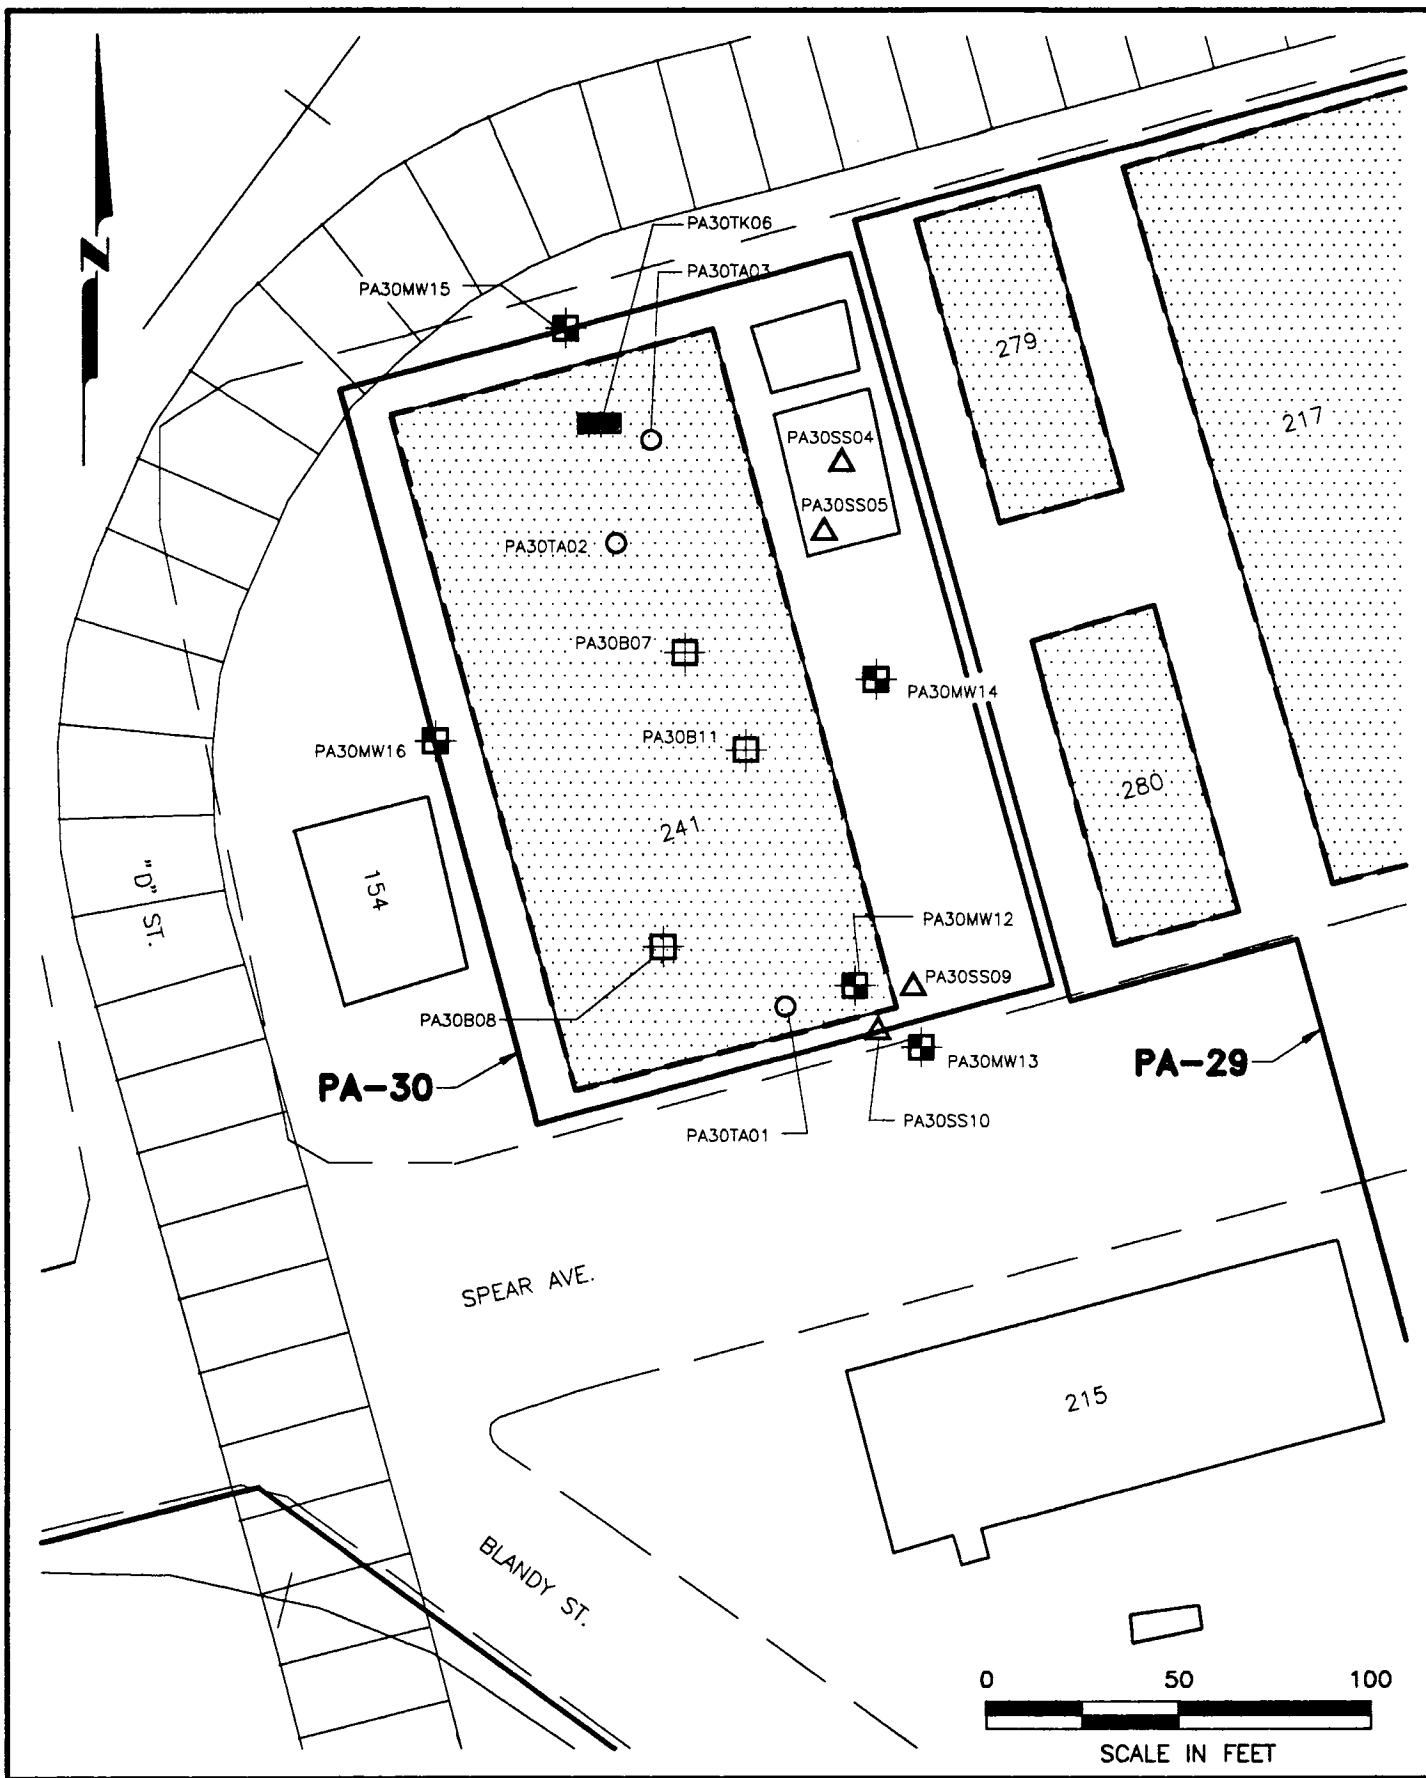 PA30TK06
N
PA30TA03
PA30MW15
279
217
PA30SS04
PA30SS05
PA30TA02
PA30B07
PA30MW14
PA30B11
PA30MW16
280
241
154
"D" ST.
PA30MW12
PA30SS09
PA30B08
PA30MW13
PA-30
PA-29
PA30SS10
PA30TA01
SPEAR AVE.
215
BLANDY ST.
0 50 100
SCALE IN FEET